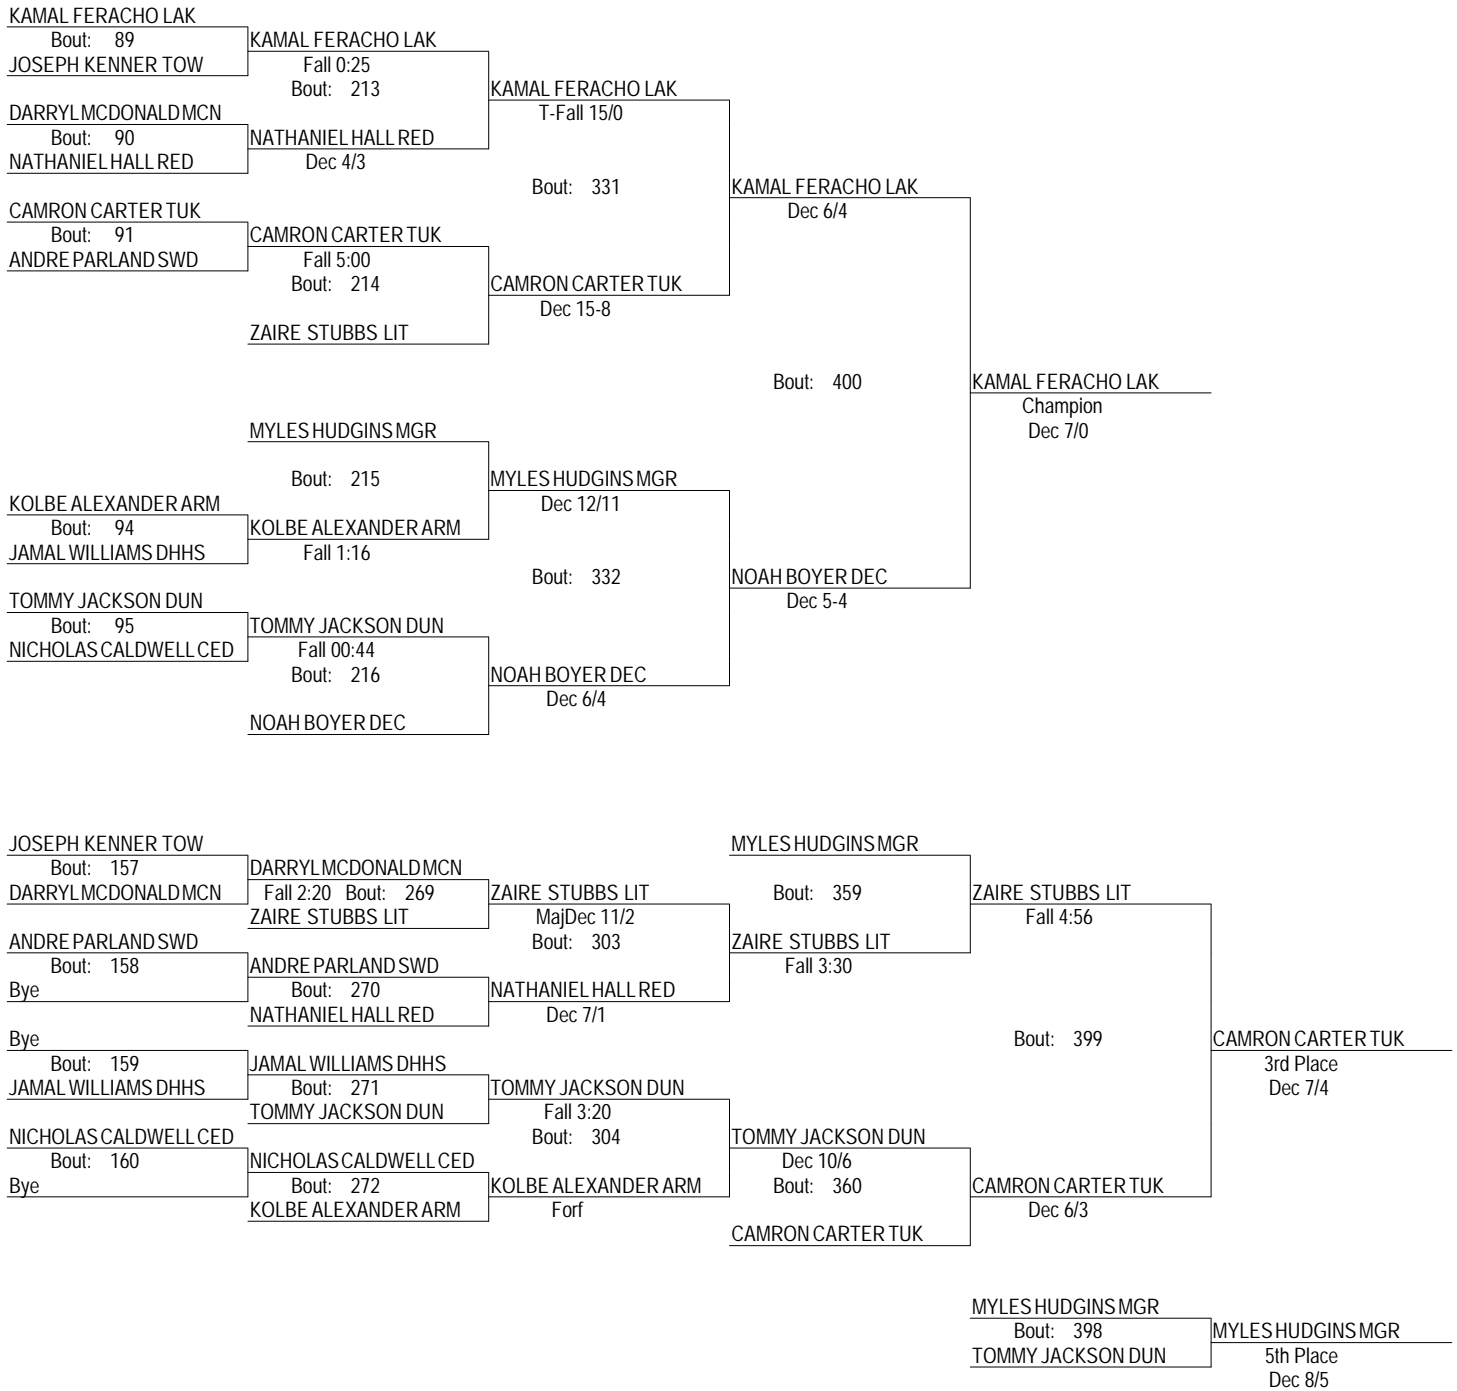 KAMAL FERACHO LAK
Bout: 89
KAMAL FERACHO LAK
JOSEPH KENNER TOW
Fall 0:25
Bout: 213
KAMAL FERACHO LAK
DARRYL MCDONALD MCN
T-Fall 15/0
Bout: 90
NATHANIEL HALL RED
NATHANIEL HALL RED
Dec 4/3
Bout: 331
KAMAL FERACHO LAK
CAMRON CARTER TUK
Dec 6/4
Bout: 91
CAMRON CARTER TUK
ANDRE PARLAND SWD
Fall 5:00
Bout: 214
CAMRON CARTER TUK
Dec 15-8
ZAIRE STUBBS LIT
Bout: 400
KAMAL FERACHO LAK
Champion
MYLES HUDGINS MGR
Dec 7/0
Bout: 215
MYLES HUDGINS MGR
KOLBE ALEXANDER ARM
Dec 12/11
Bout: 94
KOLBE ALEXANDER ARM
JAMAL WILLIAMS DHHS
Fall 1:16
Bout: 332
NOAH BOYER DEC
TOMMY JACKSON DUN
Dec 5-4
Bout: 95
TOMMY JACKSON DUN
NICHOLAS CALDWELL CED
Fall 00:44
Bout: 216
NOAH BOYER DEC
Dec 6/4
NOAH BOYER DEC
JOSEPH KENNER TOW
MYLES HUDGINS MGR
Bout: 157
DARRYL MCDONALD MCN
DARRYL MCDONALD MCN
Fall 2:20 Bout: 269
ZAIRE STUBBS LIT
Bout: 359
ZAIRE STUBBS LIT
ZAIRE STUBBS LIT
MajDec 11/2
Fall 4:56
ANDRE PARLAND SWD
Bout: 303
ZAIRE STUBBS LIT
Bout: 158
ANDRE PARLAND SWD
Fall 3:30
Bye
Bout: 270
NATHANIEL HALL RED
NATHANIEL HALL RED
Dec 7/1
Bye
Bout: 399
CAMRON CARTER TUK
Bout: 159
JAMAL WILLIAMS DHHS
3rd Place
JAMAL WILLIAMS DHHS
Bout: 271
TOMMY JACKSON DUN
Dec 7/4
TOMMY JACKSON DUN
Fall 3:20
NICHOLAS CALDWELL CED
Bout: 304
TOMMY JACKSON DUN
Bout: 160
NICHOLAS CALDWELL CED
Dec 10/6
Bye
Bout: 272
KOLBE ALEXANDER ARM
Bout: 360
CAMRON CARTER TUK
KOLBE ALEXANDER ARM
Forf
Dec 6/3
CAMRON CARTER TUK
MYLES HUDGINS MGR
Bout: 398
MYLES HUDGINS MGR
TOMMY JACKSON DUN
5th Place
Dec 8/5